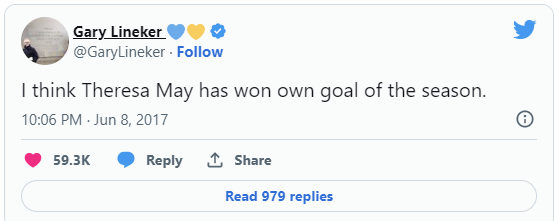 Gary Lineker 💙💛
@GaryLineker · Follow
I think Theresa May has won own goal of the season.
10:06 PM · Jun 8, 2017
59.3K Reply Share
Read 979 replies